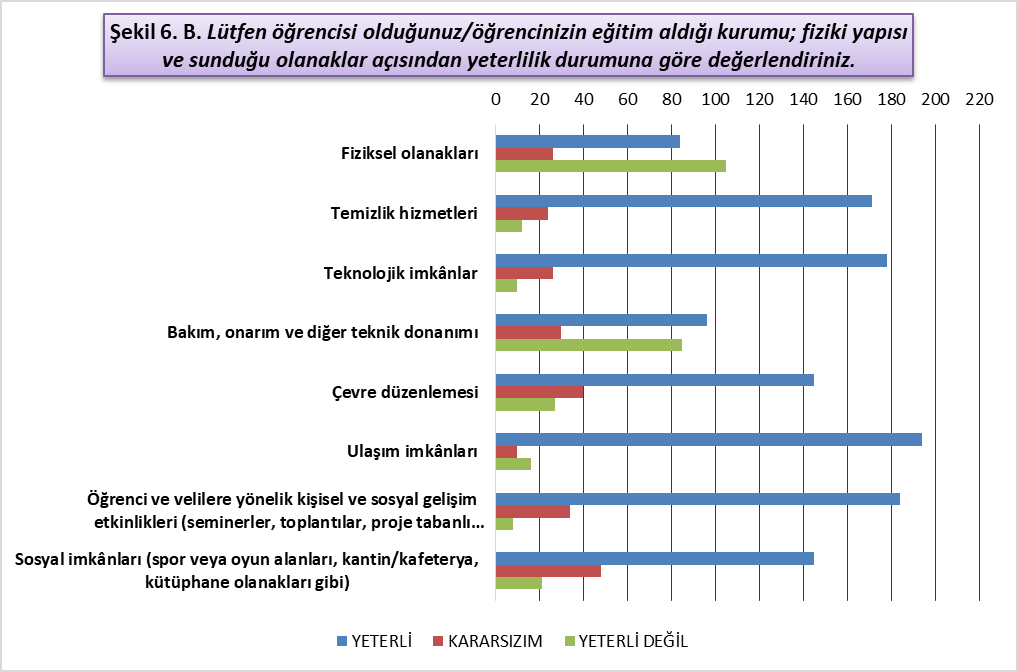 Şekil 6. B. Lütfen öğrencisi olduğunuz/öğrencinizin eğitim aldığı kurumu; fiziki yapısı
ve sunduğu olanaklar açısından yeterlilik durumuna göre değerlendiriniz.
0 20 40 60 80 100 120 140 160 180 200 220
Fiziksel olanakları
Temizlik hizmetleri
Teknolojik imkânlar
Bakım, onarım ve diğer teknik donanımı
Çevre düzenlemesi
Ulaşım imkânları
Öğrenci ve velilere yönelik kişisel ve sosyal gelişim
etkinlikleri (seminerler, toplantılar, proje tabanlı...
Sosyal imkânları (spor veya oyun alanları, kantin/kafeterya,
kütüphane olanakları gibi)
YETERLİ KARARSIZIM YETERLİ DEĞİL